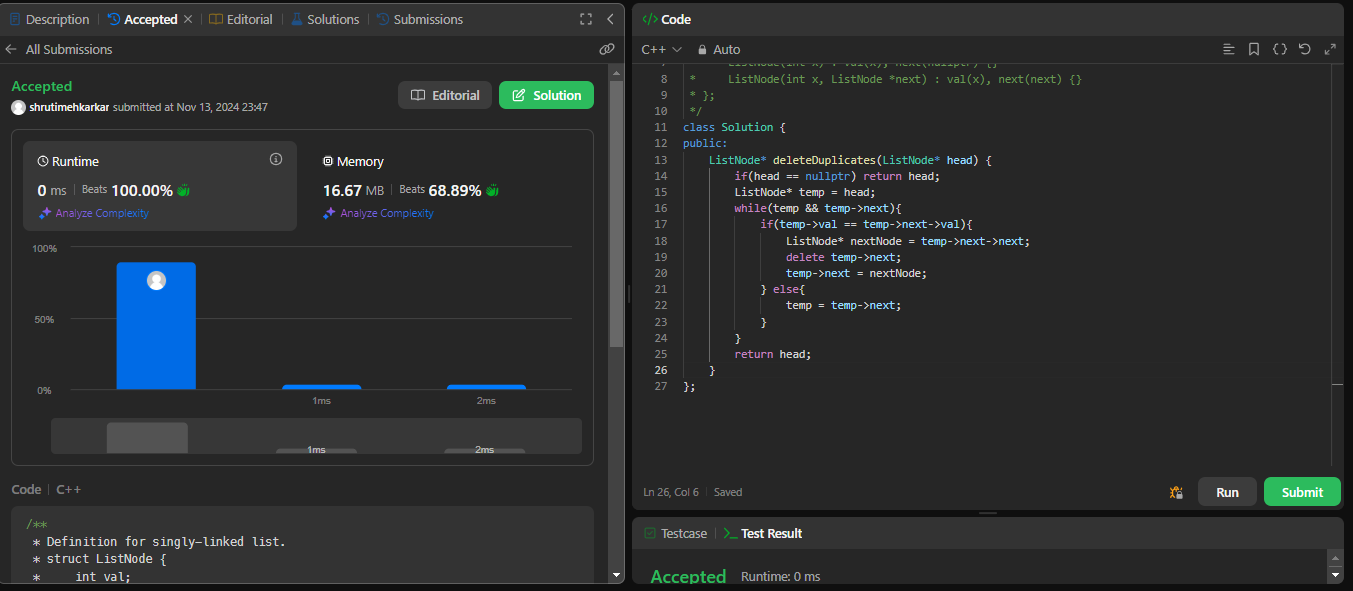 Description Accepted Editorial Solutions Submissions
All Submissions
Accepted
shrutimehkarkar submitted at Nov 13, 2024 23:47
Editorial Solution
Runtime
0 ms Beats 100.00%
Analyze Complexity
Memory
16.67 MB Beats 68.89%
Analyze Complexity
100%
50%
0%
1ms 2ms
1ms 2ms
Code C++
/**
* Definition for singly-linked list.
* struct ListNode {
* int val;
</> Code
C++ Auto
7 ListNode(int x) : val(x), next(nullptr) {}
8 * ListNode(int x, ListNode *next) : val(x), next(next) {}
9 * };
10 */
11 class Solution {
12 public:
13 ListNode* deleteDuplicates(ListNode* head) {
14 if(head == nullptr) return head;
15 ListNode* temp = head;
16 while(temp && temp->next){
17 if(temp->val == temp->next->val){
18 ListNode* nextNode = temp->next->next;
19 delete temp->next;
20 temp->next = nextNode;
21 } else{
22 temp = temp->next;
23 }
24 }
25 return head;
26 }
27 };
Ln 26, Col 6 Saved
Run Submit
Testcase >_ Test Result
Accepted Runtime: 0 ms